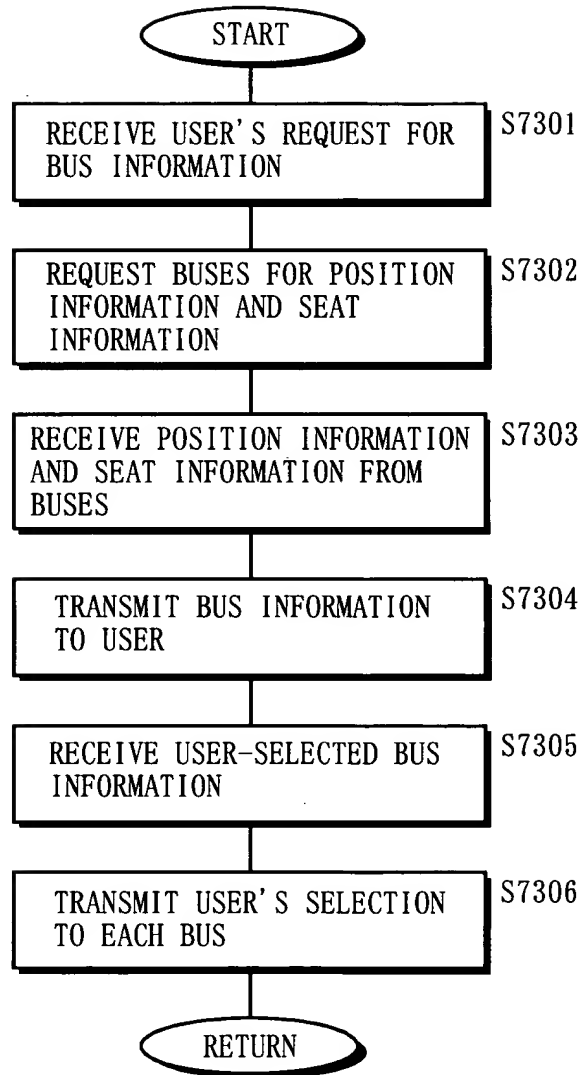 START
RECEIVE USER'S REQUEST FOR
BUS INFORMATION
S7301
REQUEST BUSES FOR POSITION
INFORMATION AND SEAT
INFORMATION
S7302
RECEIVE POSITION INFORMATION
AND SEAT INFORMATION FROM
BUSES
S7303
TRANSMIT BUS INFORMATION
TO USER
S7304
RECEIVE USER-SELECTED BUS
INFORMATION
S7305
TRANSMIT USER'S SELECTION
TO EACH BUS
S7306
RETURN